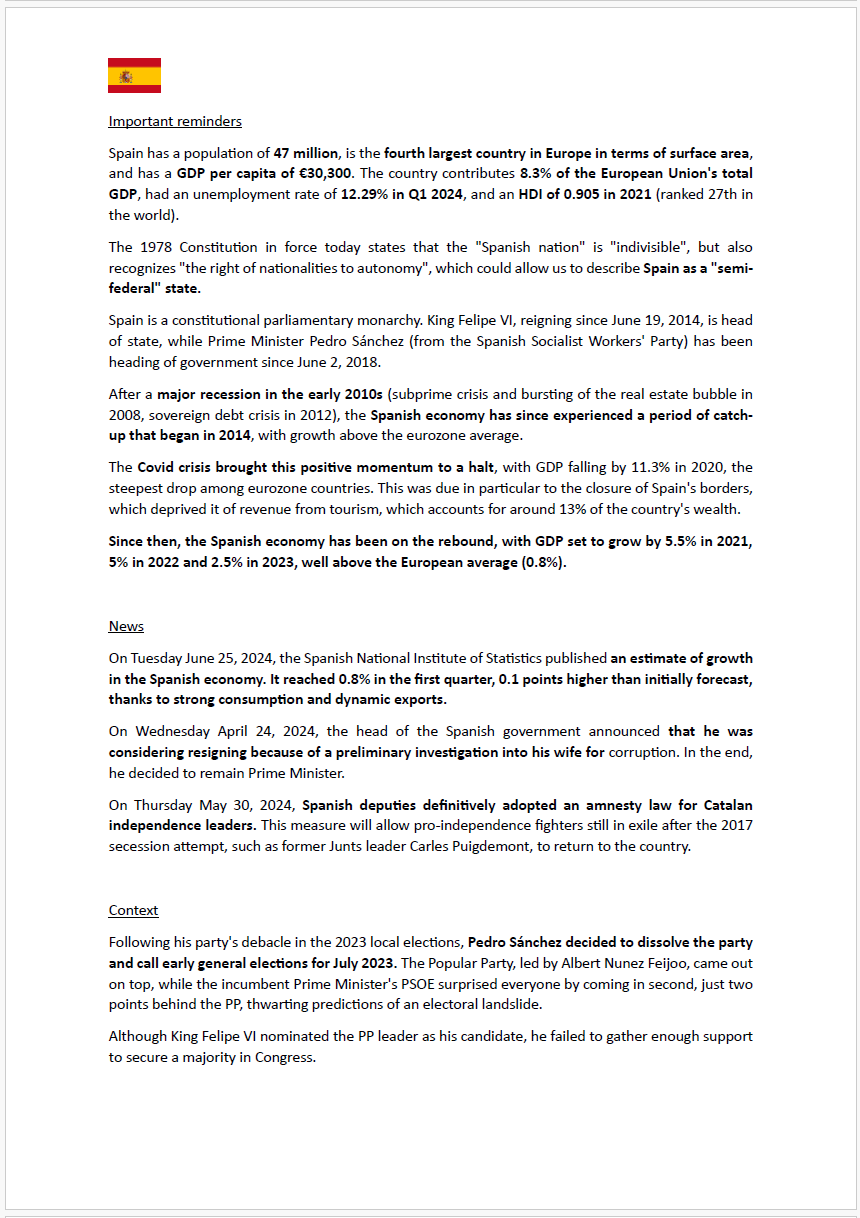 Important reminders
Spain has a population of 47 million, is the fourth largest country in Europe in terms of surface area,
and has a GDP per capita of €30,300. The country contributes 8.3% of the European Union's total
GDP, had an unemployment rate of 12.29% in Q1 2024, and an HDI of 0.905 in 2021 (ranked 27th in
the world).
The 1978 Constitution in force today states that the "Spanish nation" is "indivisible", but also
recognizes "the right of nationalities to autonomy", which could allow us to describe Spain as a "semi-
federal" state.
Spain is a constitutional parliamentary monarchy. King Felipe VI, reigning since June 19, 2014, is head
of state, while Prime Minister Pedro Sánchez (from the Spanish Socialist Workers' Party) has been
heading of government since June 2, 2018.
After a major recession in the early 2010s (subprime crisis and bursting of the real estate bubble in
2008, sovereign debt crisis in 2012), the Spanish economy has since experienced a period of catch-
up that began in 2014, with growth above the eurozone average.
The Covid crisis brought this positive momentum to a halt, with GDP falling by 11.3% in 2020, the
steepest drop among eurozone countries. This was due in particular to the closure of Spain's borders,
which deprived it of revenue from tourism, which accounts for around 13% of the country's wealth.
Since then, the Spanish economy has been on the rebound, with GDP set to grow by 5.5% in 2021,
5% in 2022 and 2.5% in 2023, well above the European average (0.8%).
News
On Tuesday June 25, 2024, the Spanish National Institute of Statistics published an estimate of growth
in the Spanish economy. It reached 0.8% in the first quarter, 0.1 points higher than initially forecast,
thanks to strong consumption and dynamic exports.
On Wednesday April 24, 2024, the head of the Spanish government announced that he was
considering resigning because of a preliminary investigation into his wife for corruption. In the end,
he decided to remain Prime Minister.
On Thursday May 30, 2024, Spanish deputies definitively adopted an amnesty law for Catalan
independence leaders. This measure will allow pro-independence fighters still in exile after the 2017
secession attempt, such as former Junts leader Carles Puigdemont, to return to the country.
Context
Following his party's debacle in the 2023 local elections, Pedro Sánchez decided to dissolve the party
and call early general elections for July 2023. The Popular Party, led by Albert Nunez Feijoo, came out
on top, while the incumbent Prime Minister's PSOE surprised everyone by coming in second, just two
points behind the PP, thwarting predictions of an electoral landslide.
Although King Felipe VI nominated the PP leader as his candidate, he failed to gather enough support
to secure a majority in Congress.